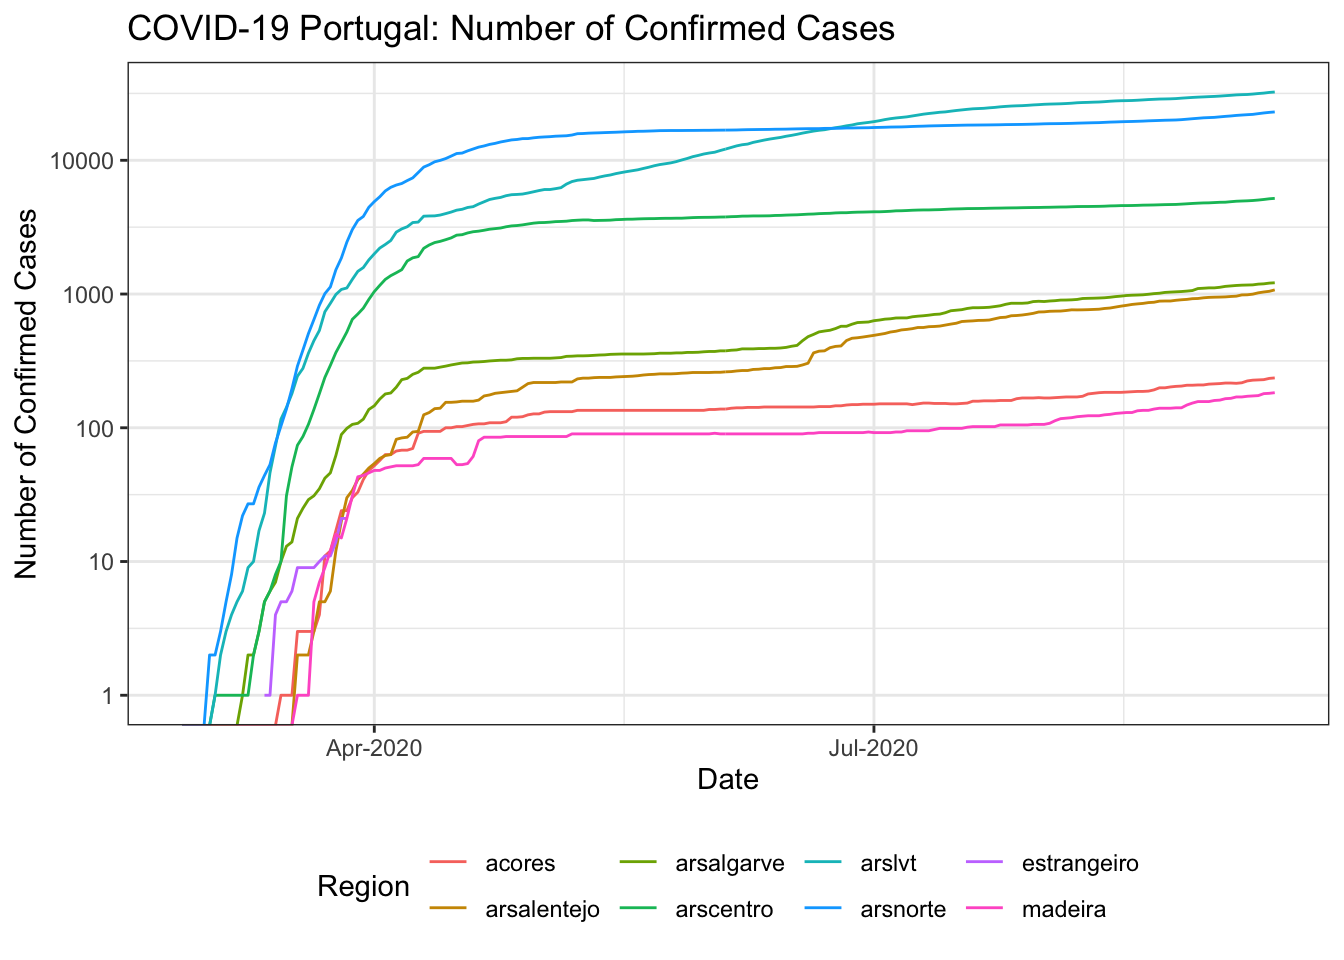 COVID-19 Portugal: Number of Confirmed Cases
Number of Confirmed Cases
10000
1000
100
10
1
Apr-2020 Jul-2020
Date
Region
acores arsalgarve arslvt estrangeiro
arsalentejo arscentro arsnorte madeira